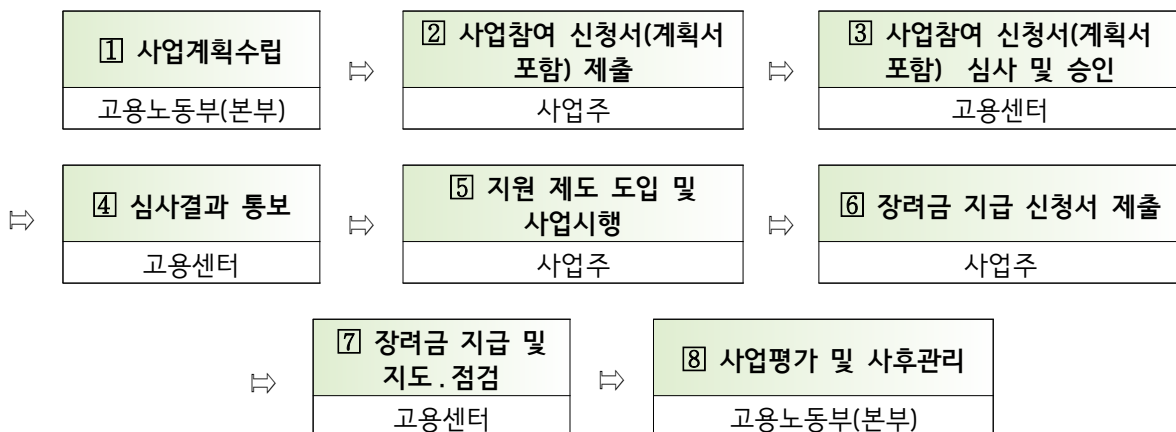 1 사업계획수립
고용노동부(본부)
⇨
2 사업참여 신청서(계획서
포함) 제출
사업주
⇨
3 사업참여 신청서(계획서
포함) 심사 및 승인
고용센터
⇨
4 심사결과 통보
고용센터
⇨
5 지원 제도 도입 및
사업시행
사업주
⇨
6 장려금 지급 신청서 제출
사업주
⇨
7 장려금 지급 및
지도.점검
고용센터
⇨
8 사업평가 및 사후관리
고용노동부(본부)